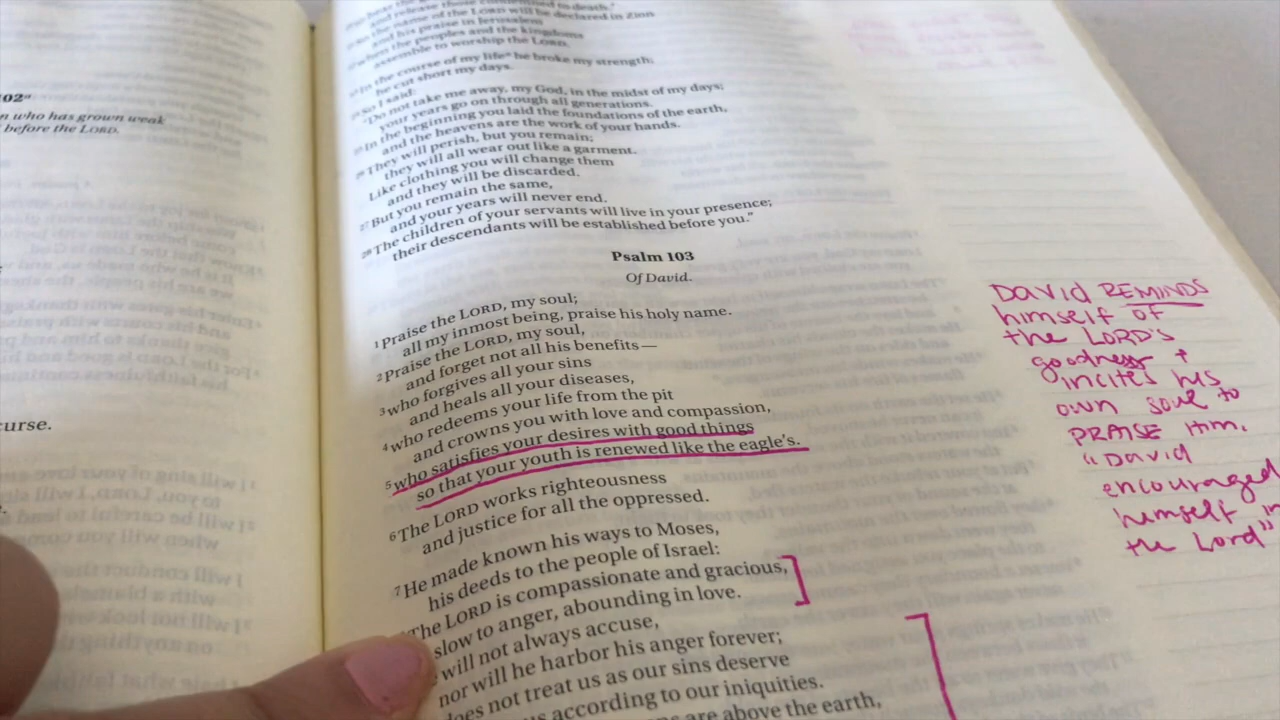 02ᵃ
n who has grown weak
before the LORD.
curse.
and release those condemned to death."
the name of the LORD will be declared in Zion
and his praise in Jerusalem
when the peoples and the kingdoms
assemble to worship the LORD.
In the course of my life he broke my strength;
he cut short my days.
So I said:
"Do not take me away, my God, in the midst of my days;
your years go on through all generations.
In the beginning you laid the foundations of the earth,
and the heavens are the work of your hands.
26 They will perish, but you remain;
they will all wear out like a garment.
Like clothing you will change them
and they will be discarded.
27 But you remain the same,
and your years will never end.
28 The children of your servants will live in your presence;
their descendants will be established before you."
Psalm 103
Of David.
1 Praise the LORD, my soul;
all my inmost being, praise his holy name.
2 Praise the LORD, my soul,
and forget not all his benefits—
3 who forgives all your sins
and heals all your diseases,
4 who redeems your life from the pit
and crowns you with love and compassion,
5 who satisfies your desires with good things
so that your youth is renewed like the eagle's.
6 The LORD works righteousness
and justice for all the oppressed.
7 He made known his ways to Moses,
his deeds to the people of Israel:
The LORD is compassionate and gracious,
slow to anger, abounding in love.
will not always accuse,
nor will he harbor his anger forever;
does not treat us as our sins deserve
us according to our iniquities.
are above the earth,
David REMINDS
himself of
the LORD'S
goodness +
incites his
own soul to
PRAISE Him.
"David
encouraged
himself in
the Lord"